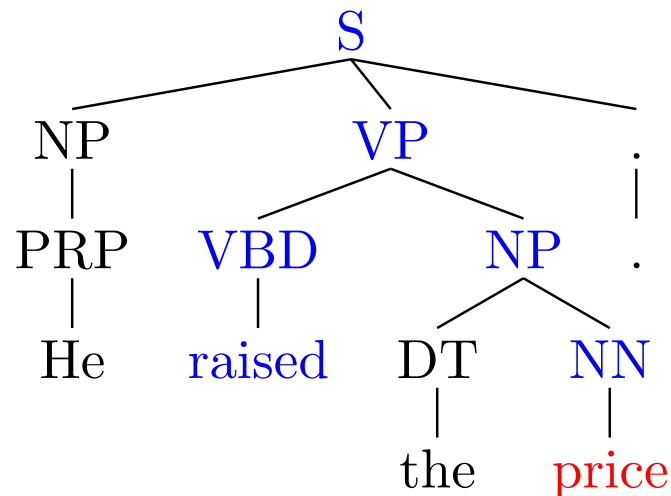 S
NP VP .
PRP VBD NP .
He raised DT NN
the price